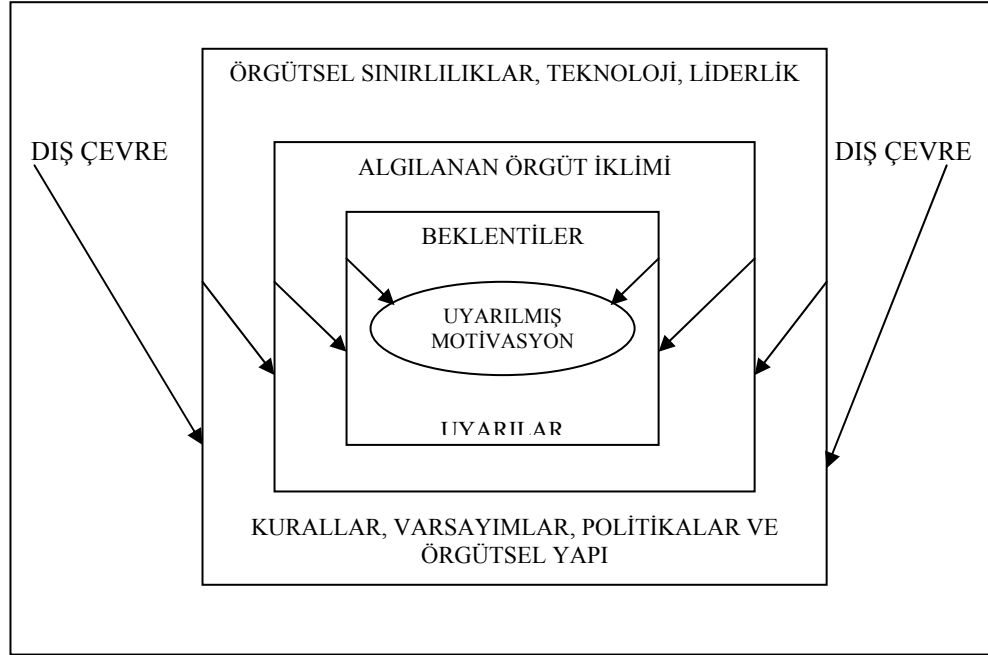 ÖRGÜTSEL SINIRLILIKLAR, TEKNOLOJİ, LİDERLİK
DIŞ ÇEVRE
DIŞ ÇEVRE
ALGILANAN ÖRGÜT İKLİMİ
BEKLENTİLER
UYARILMIŞ
MOTİVASYON
UYARILAR
KURALLAR, VARSAYIMLAR, POLİTİKALAR VE
ÖRGÜTSEL YAPI